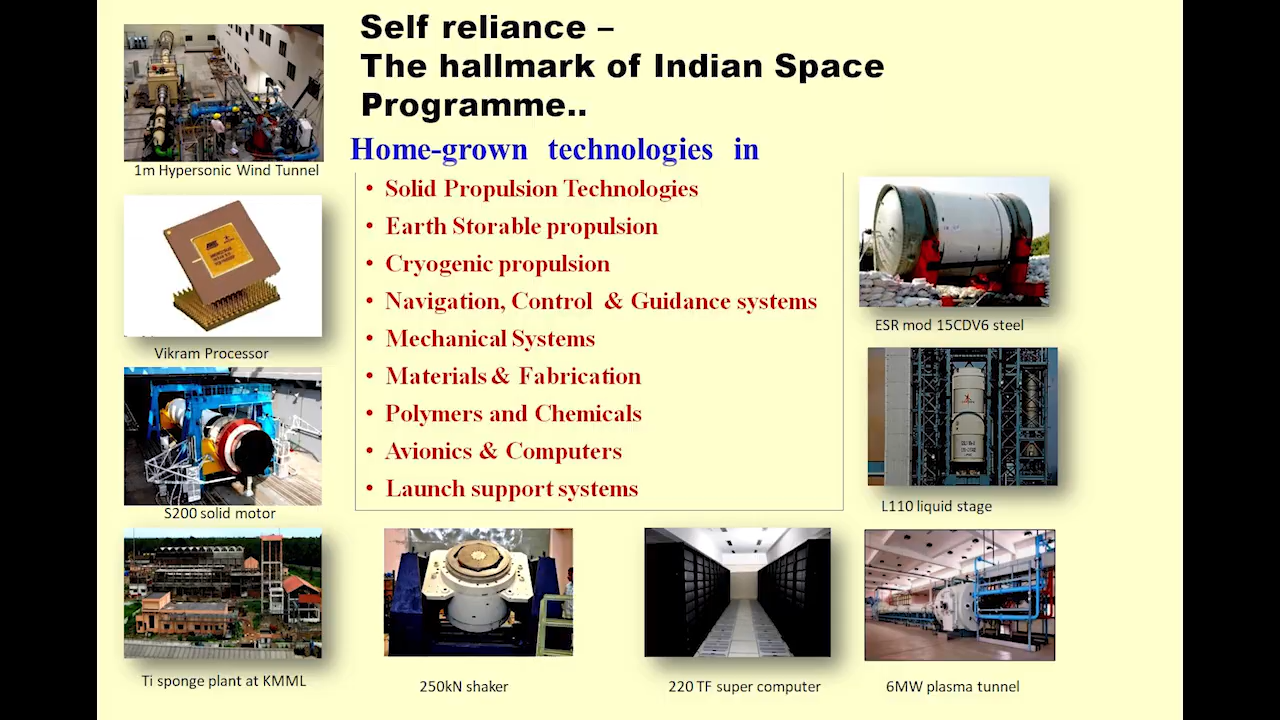 Self reliance –
The hallmark of Indian Space
Programme..
Home-grown technologies in
• Solid Propulsion Technologies
• Earth Storable propulsion
• Cryogenic propulsion
• Navigation, Control & Guidance systems
• Mechanical Systems
• Materials & Fabrication
• Polymers and Chemicals
• Avionics & Computers
• Launch support systems
1m Hypersonic Wind Tunnel
Vikram Processor
S200 solid motor
Ti sponge plant at KMML
250kN shaker
220 TF super computer
6MW plasma tunnel
ESR mod 15CDV6 steel
L110 liquid stage